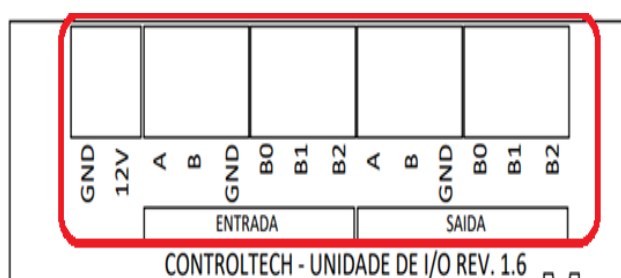 GND 12V A B GND B0 B1 B2 A B GND B0 B1 B2
ENTRADA SAIDA
CONTROLTECH - UNIDADE DE I/O REV. 1.6